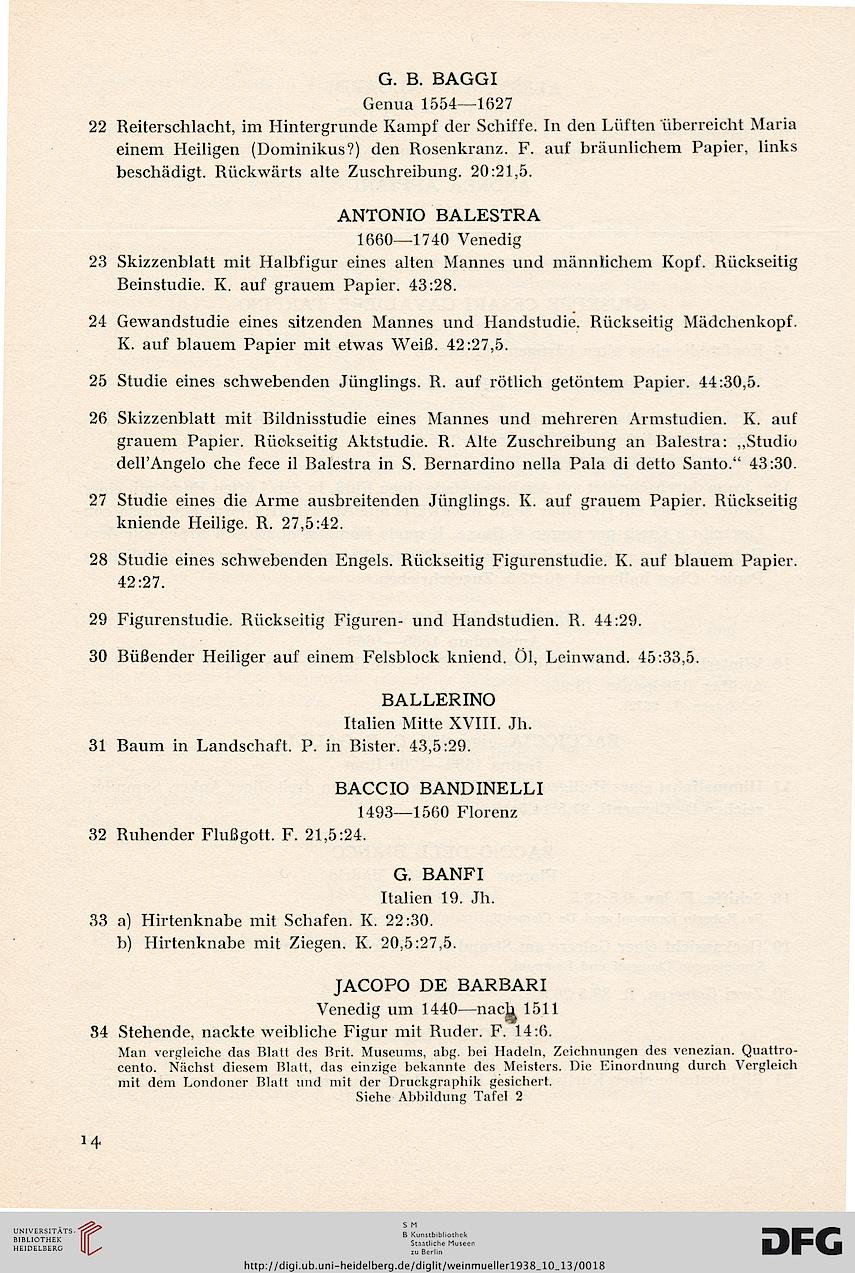 G. B. BAGGI
Genua 1554—1627
22 Reiterschlacht, im Hintergrunde Kampf der Schiffe. In den Lüften überreicht Maria
einem Heiligen (Dominikus?) den Rosenkranz. F. auf bräunlichem Papier, links
beschädigt. Rückwärts alte Zuschreibung. 20:21,5.
ANTONIO BALESTRA
1660—1740 Venedig
23 Skizzenblatt mit Halbfigur eines alten Mannes und männlichem Kopf. Rückseitig
Beinstudie. K. auf grauem Papier. 43:28.
24 Gewandstudie eines sitzenden Mannes und Handstudie. Rückseitig Mädchenkopf.
K. auf blauem Papier mit etwas Weiß. 42:27,5.
25 Studie eines schwebenden Jünglings. R. auf rötlich getöntem Papier. 44:30,5.
26 Skizzenblatt mit Bildnisstudie eines Mannes und mehreren Armstudien. K. auf
grauem Papier. Rückseitig Aktstudie. R. Alte Zuschreibung an Balestra: „Studio
dell'Angelo che fece il Balestra in S. Bernardino nella Pala di detto Santo.“ 43:30.
27 Studie eines die Arme ausbreitenden Jünglings. K. auf grauem Papier. Rückseitig
kniende Heilige. R. 27,5:42.
28 Studie eines schwebenden Engels. Rückseitig Figurenstudie. K. auf blauem Papier.
42:27.
29 Figurenstudie. Rückseitig Figuren- und Handstudien. R. 44:29.
30 Büßender Heiliger auf einem Felsblock kniend. Öl, Leinwand. 45:33,5.
BALLERINO
Italien Mitte XVIII. Jh.
31 Baum in Landschaft. P. in Bister. 43,5:29.
BACCIO BANDINELLI
1493—1560 Florenz
32 Ruhender Flußgott. F. 21,5:24.
G. BANFI
Italien 19. Jh.
33 a) Hirtenknabe mit Schafen. K. 22:30.
b) Hirtenknabe mit Ziegen. K. 20,5:27,5.
JACOPO DE BARBARI
Venedig um 1440—nach 1511
34 Stehende, nackte weibliche Figur mit Ruder. F. 14:6.
Man vergleiche das Blatt des Brit. Museums, abg. bei Hadeln, Zeichnungen des venezian. Quattro-
cento. Nächst diesem Blatt, das einzige bekannte des Meisters. Die Einordnung durch Vergleich
mit dem Londoner Blatt und mit der Druckgraphik gesichert.
Siehe Abbildung Tafel 2
14
UNIVERSITÄTS-
BIBLIOTHEK
HEIDELBERG
S M
B Kunstbibliothek
Staatliche Museen
zu Berlin
DFG
http://digi.ub.uni-heidelberg.de/diglit/weinmueller1938_10_13/0018